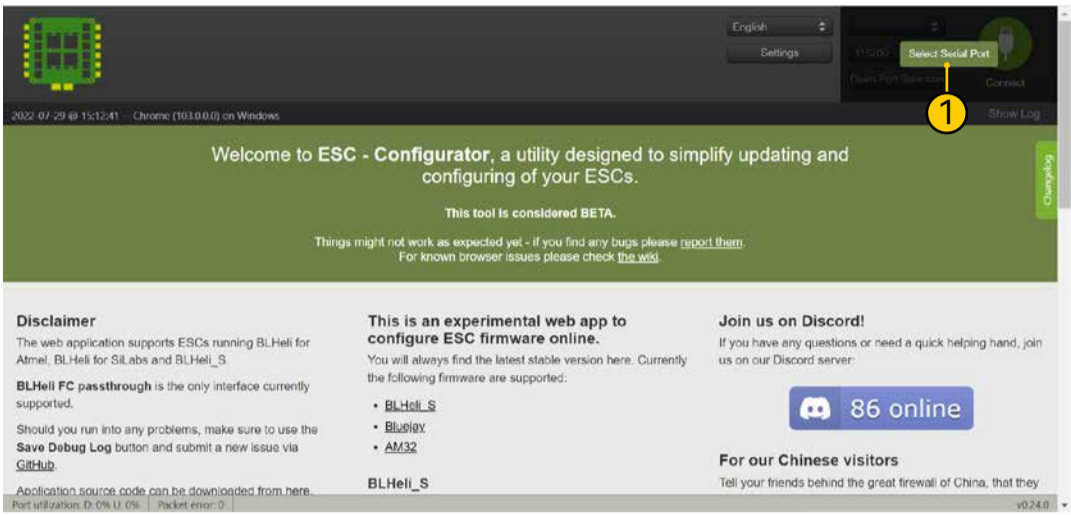 English
Settings
115200
Select Serial Port
Connect
1
2022-07-29 @ 15:12:41 -- Chrome (103.0.0.0) on Windows
Show Log
Welcome to ESC - Configurator, a utility designed to simplify updating and
configuring of your ESCs.
Changelog
This tool is considered BETA.
Things might not work as expected yet - if you find any bugs please report them.
For known browser issues please check the wiki.
Disclaimer
The web application supports ESCs running BLHeli for
Atmel, BLHeli for SiLabs and BLHeli_S.
BLHeli FC passthrough is the only interface currently
supported.
Should you run into any problems, make sure to use the
Save Debug Log button and submit a new issue via
GitHub.
Application source code can be downloaded from here.
This is an experimental web app to
configure ESC firmware online.
You will always find the latest stable version here. Currently
the following firmware are supported:
• BLHeli_S
• Bluejay
• AM32
BLHeli_S
Join us on Discord!
If you have any questions or need a quick helping hand, join
us on our Discord server:
86 online
For our Chinese visitors
Tell your friends behind the great firewall of China, that they
Port utilization: D: 0% U: 0%
Packet error: 0
v0.24.0